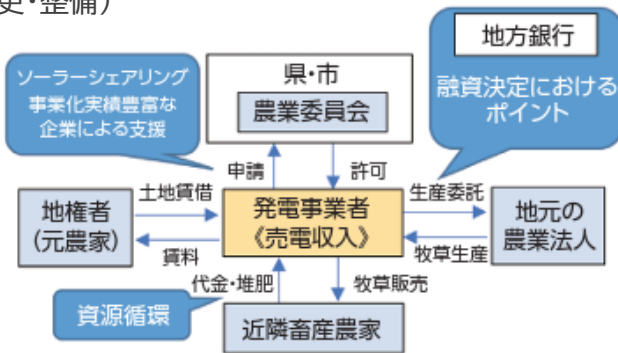 更・整備)
ソーラーシェアリング
事業化実績豊富な
企業による支援
県・市
農業委員会
地方銀行
融資決定における
ポイント
申請
許可
地権者
(元農家)
土地賃借
賃料
発電事業者
《売電収入》
生産委託
牧草生産
地元の
農業法人
代金・堆肥
牧草販売
資源循環
近隣畜産農家